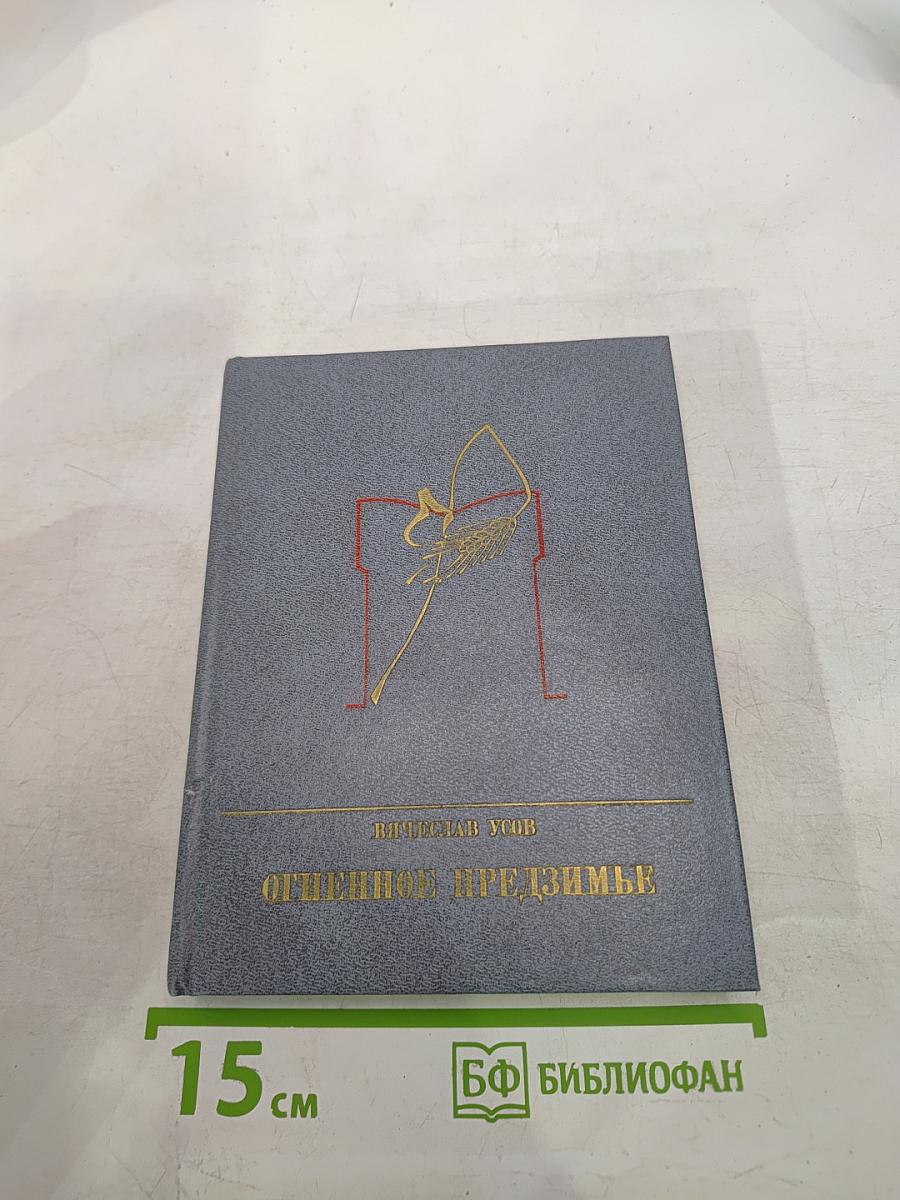 ВЯЧЕСЛАВ УСОВ
ОГНЕННОЕ ПРЕДЗИМЬЕ
15 см
БФ БИБЛИОФАН